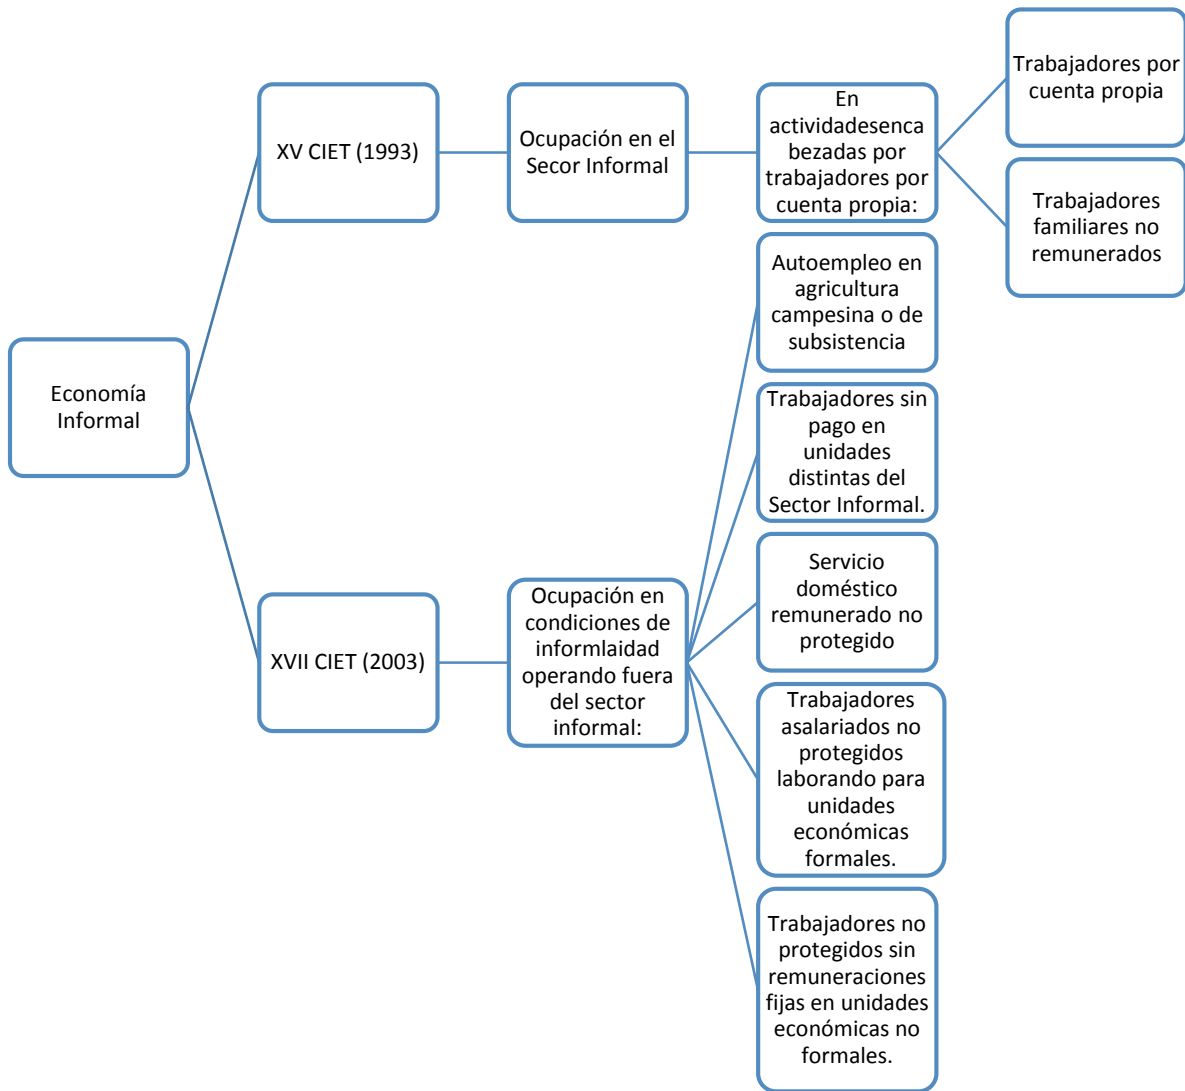 Economía
Informal
XV CIET (1993)
Ocupación en el
Secor Informal
En
actividadesenca
bezadas por
trabajadores por
cuenta propia:
Trabajadores por
cuenta propia
Trabajadores
familiares no
remunerados
XVII CIET (2003)
Ocupación en
condiciones de
informlaidad
operando fuera
del sector
informal:
Autoempleo en
agricultura
campesina o de
subsistencia
Trabajadores sin
pago en
unidades
distintas del
Sector Informal.
Servicio
doméstico
remunerado no
protegido
Trabajadores
asalariados no
protegidos
laborando para
unidades
económicas
formales.
Trabajadores no
protegidos sin
remuneraciones
fijas en unidades
económicas no
formales.